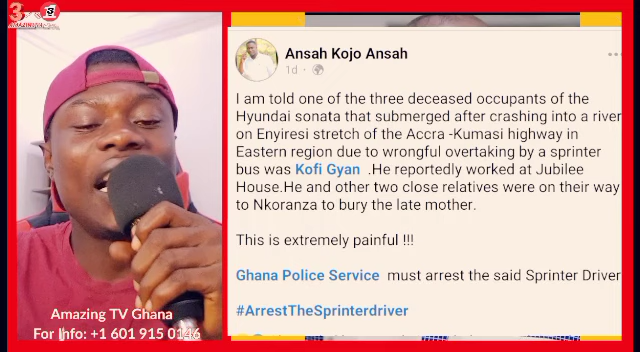 Ansah Kojo Ansah
1d ·
I am told one of the three deceased occupants of the
Hyundai sonata that submerged after crashing into a river
on Enyiresi stretch of the Accra -Kumasi highway in
Eastern region due to wrongful overtaking by a sprinter
bus was Kofi Gyan .He reportedly worked at Jubilee
House.He and other two close relatives were on their way
to Nkoranza to bury the late mother.
This is extremely painful !!!
Ghana Police Service must arrest the said Sprinter Driver
#ArrestTheSprinterdriver
Amazing TV Ghana
For Info: +1 601 915 0146